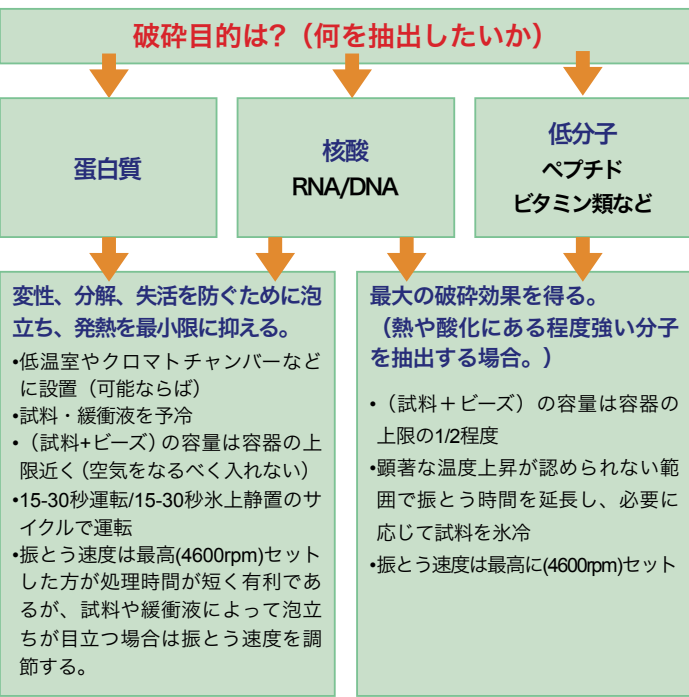 破砕目的は?（何を抽出したいか）
蛋白質
核酸
RNA/DNA
低分子
ペプチド
ビタミン類など
変性、分解、失活を防ぐために泡
立ち、発熱を最小限に抑える。
•低温室やクロマトチャンバーなど
に設置（可能ならば）
•試料・緩衝液を予冷
•（試料+ビーズ）の容量は容器の上
限近く（空気をなるべく入れない）
•15-30秒運転/15-30秒氷上静置のサ
イクルで運転
•振とう速度は最高(4600rpm)セット
した方が処理時間が短く有利であ
るが、試料や緩衝液によって泡立
ちが目立つ場合は振とう速度を調
節する。
最大の破砕効果を得る。
（熱や酸化にある程度強い分子
を抽出する場合。）
•（試料＋ビーズ）の容量は容器の
上限の1/2程度
•顕著な温度上昇が認められない範
囲で振とう時間を延長し、必要に
応じて試料を氷冷
•振とう速度は最高に(4600rpm)セット